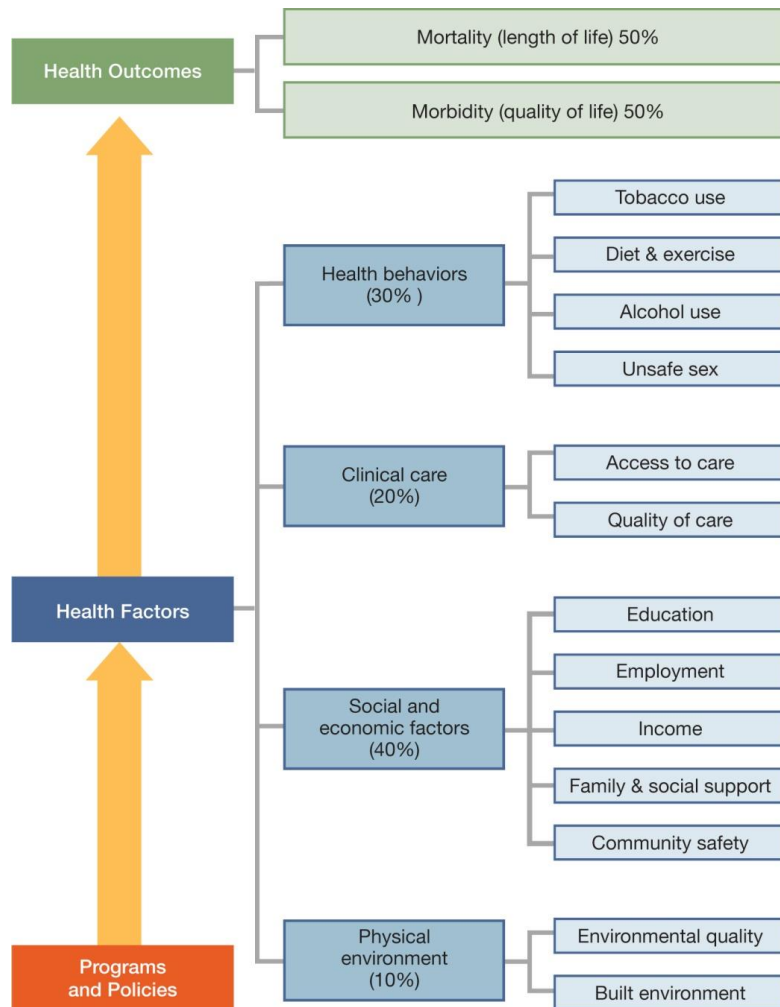 Health Outcomes
Mortality (length of life) 50%
Morbidity (quality of life) 50%
Health Factors
Health behaviors
(30% )
Tobacco use
Diet & exercise
Alcohol use
Unsafe sex
Clinical care
(20%)
Access to care
Quality of care
Social and
economic factors
(40%)
Education
Employment
Income
Family & social support
Community safety
Physical
environment
(10%)
Environmental quality
Built environment
Programs
and Policies